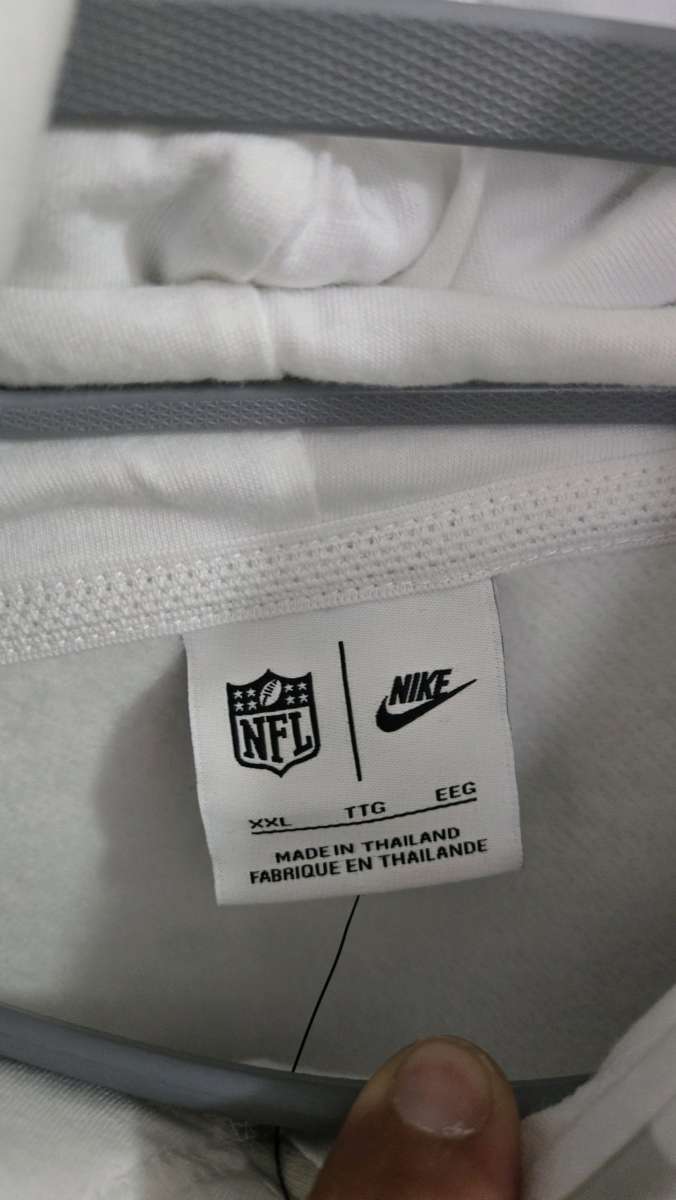 NFL NIKE
XXL TTG EEG
MADE IN THAILAND
FABRIQUE EN THAILANDE